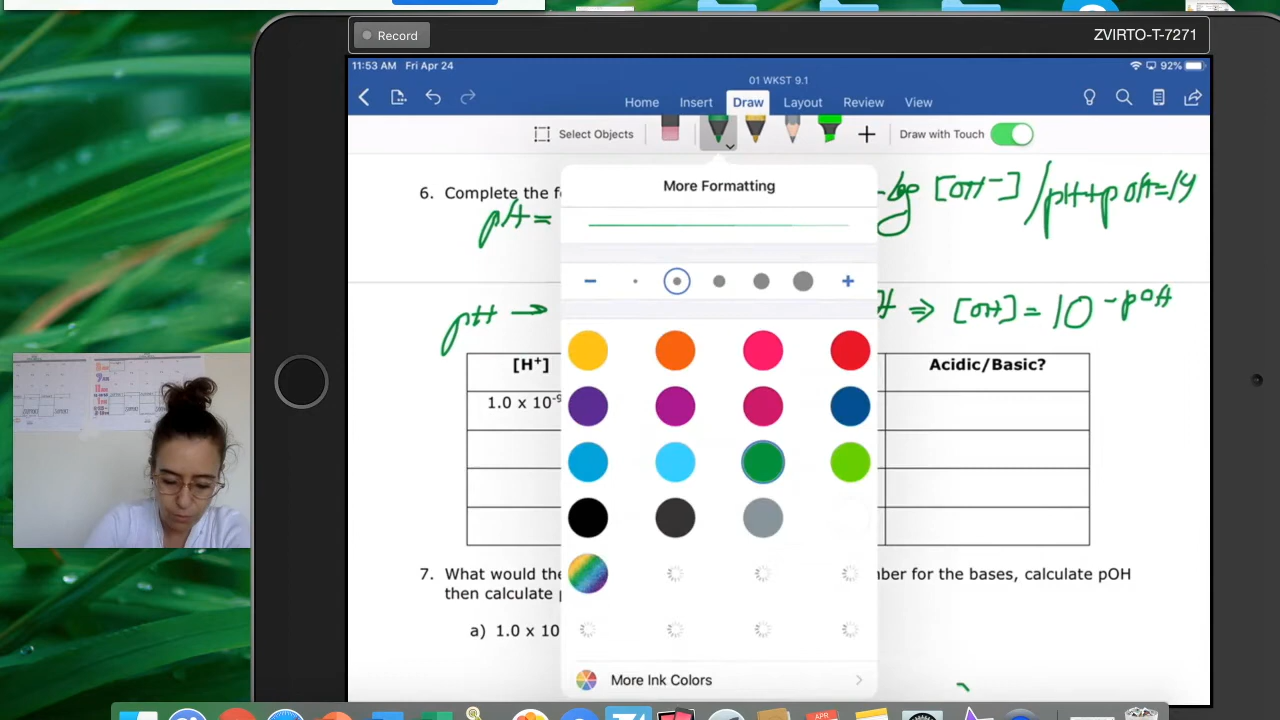 Record
ZVIRTO-T-7271
11:53 AM Fri Apr 24
92%
01 WKST 9.1
Home Insert Draw Layout Review View
Select Objects
Draw with Touch
More Formatting
6. Complete the f
pH =
-log [OH-] / pH + pOH = 14
pH →
H ⇒ [OH] = 10-pOH
[H+]
Acidic/Basic?
1.0 x 10-9
7. What would the
ber for the bases, calculate pOH
then calculate
a) 1.0 x 10
More Ink Colors
APR